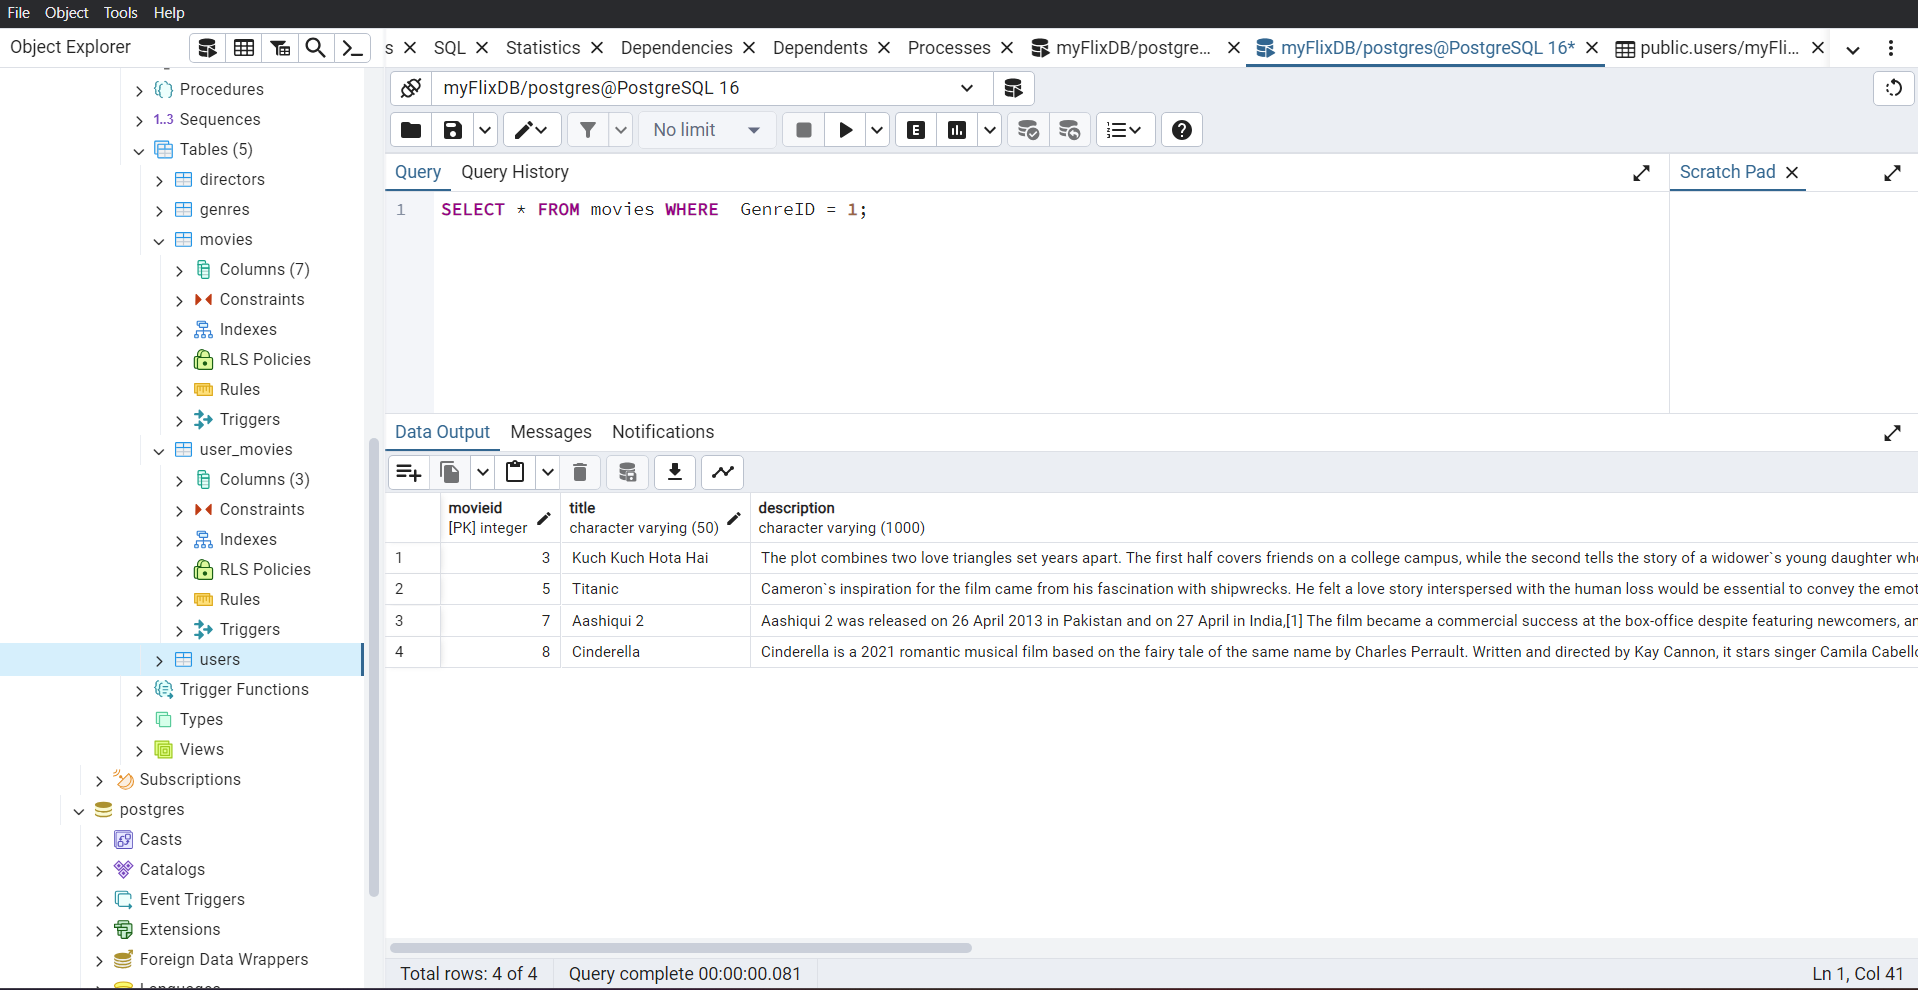 File Object Tools Help
Object Explorer
s SQL Statistics Dependencies Dependents Processes myFlixDB/postgre... myFlixDB/postgres@PostgreSQL 16* public.users/myFli...
myFlixDB/postgres@PostgreSQL 16
No limit
E
Query Query History
Scratch Pad
1 SELECT * FROM movies WHERE  GenreID = 1;
Procedures
1..3 Sequences
Tables (5)
directors
genres
movies
Columns (7)
Constraints
Indexes
RLS Policies
Rules
Triggers
user_movies
Columns (3)
Constraints
Indexes
RLS Policies
Rules
Triggers
users
Trigger Functions
Types
Views
Subscriptions
postgres
Casts
Catalogs
Event Triggers
Extensions
Foreign Data Wrappers
Languages
Data Output Messages Notifications
movieid title description
[PK] integer character varying (50) character varying (1000)
1 3 Kuch Kuch Hota Hai The plot combines two love triangles set years apart. The first half covers friends on a college campus, while the second tells the story of a widower`s young daughter wh
2 5 Titanic Cameron`s inspiration for the film came from his fascination with shipwrecks. He felt a love story interspersed with the human loss would be essential to convey the emot
3 7 Aashiqui 2 Aashiqui 2 was released on 26 April 2013 in Pakistan and on 27 April in India,[1] The film became a commercial success at the box-office despite featuring newcomers, an
4 8 Cinderella Cinderella is a 2021 romantic musical film based on the fairy tale of the same name by Charles Perrault. Written and directed by Kay Cannon, it stars singer Camila Cabello
Total rows: 4 of 4 Query complete 00:00:00.081
Ln 1, Col 41